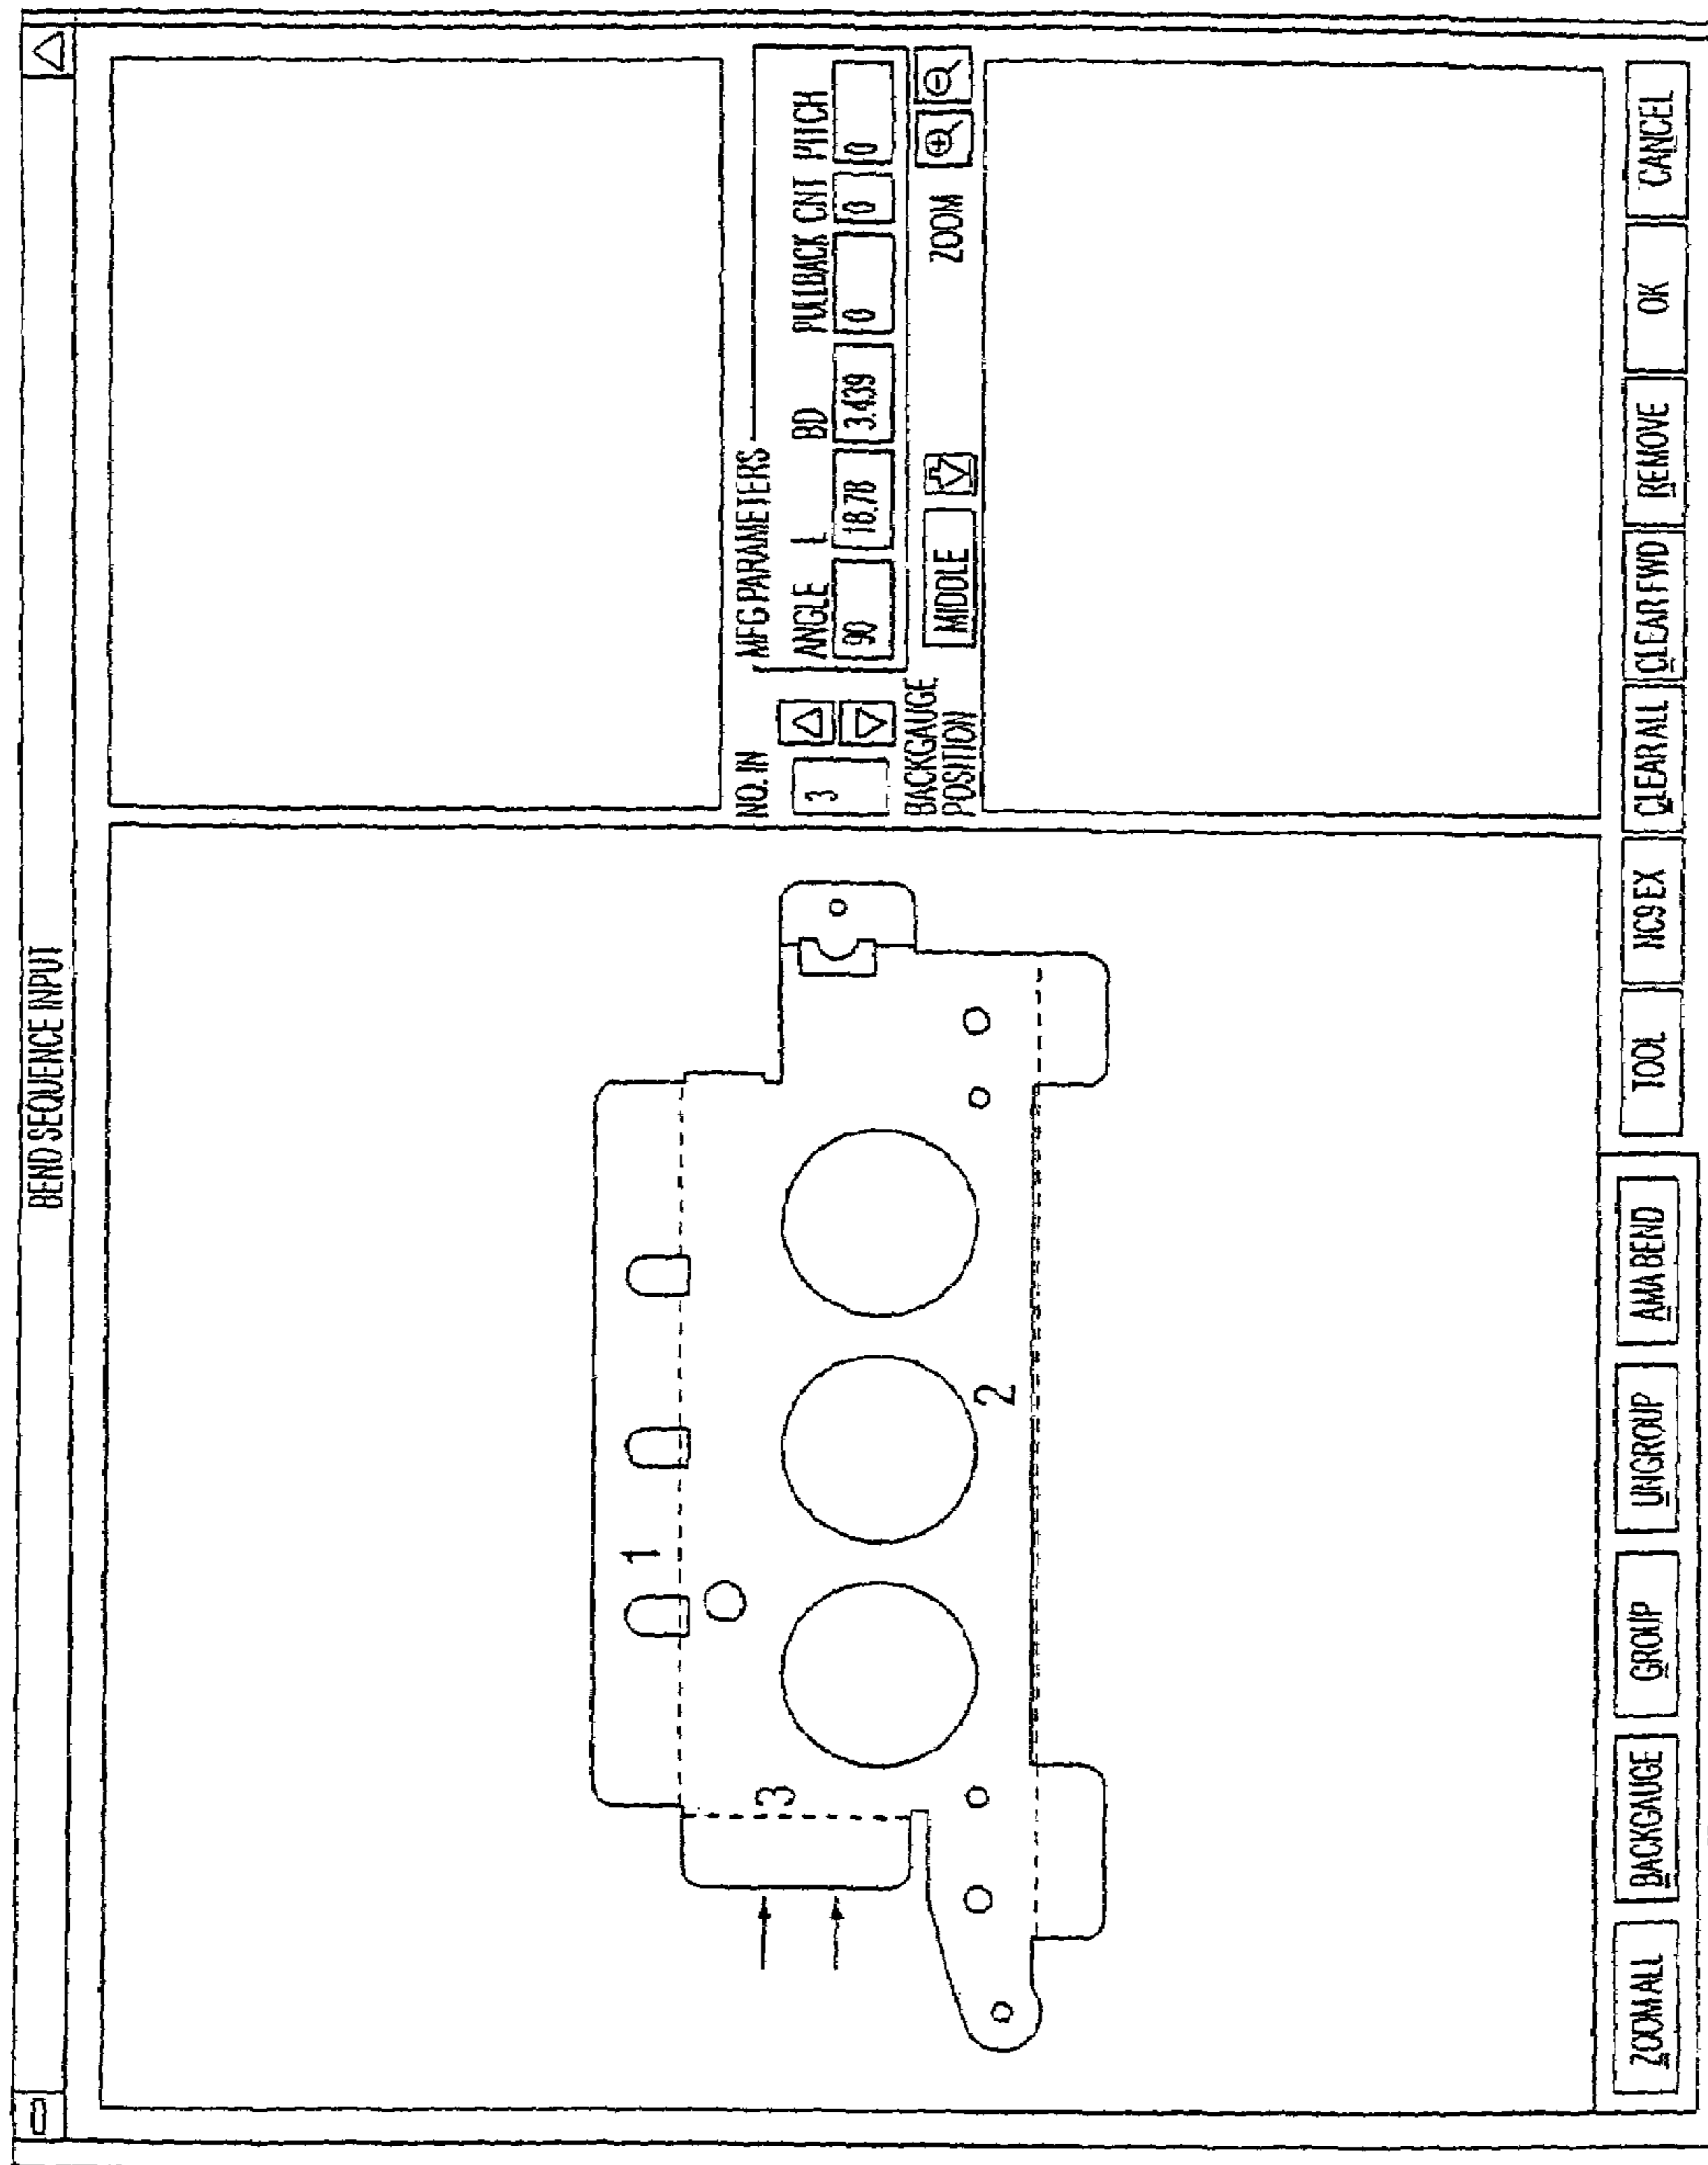 BEND SEQUENCE INPUT
1
2
3
NO. IN
3
MFG PARAMETERS
ANGLE L BD PULLBACK CNT PITCH
90 18.78 3.439 0 0 0
BACKGAUGE
POSITION
MIDDLE
ZOOM
ZOOM ALL BACKGAUGE GROUP UNGROUP AMA BEND TOOL NC9 EX CLEAR ALL CLEAR FWD REMOVE OK CANCEL